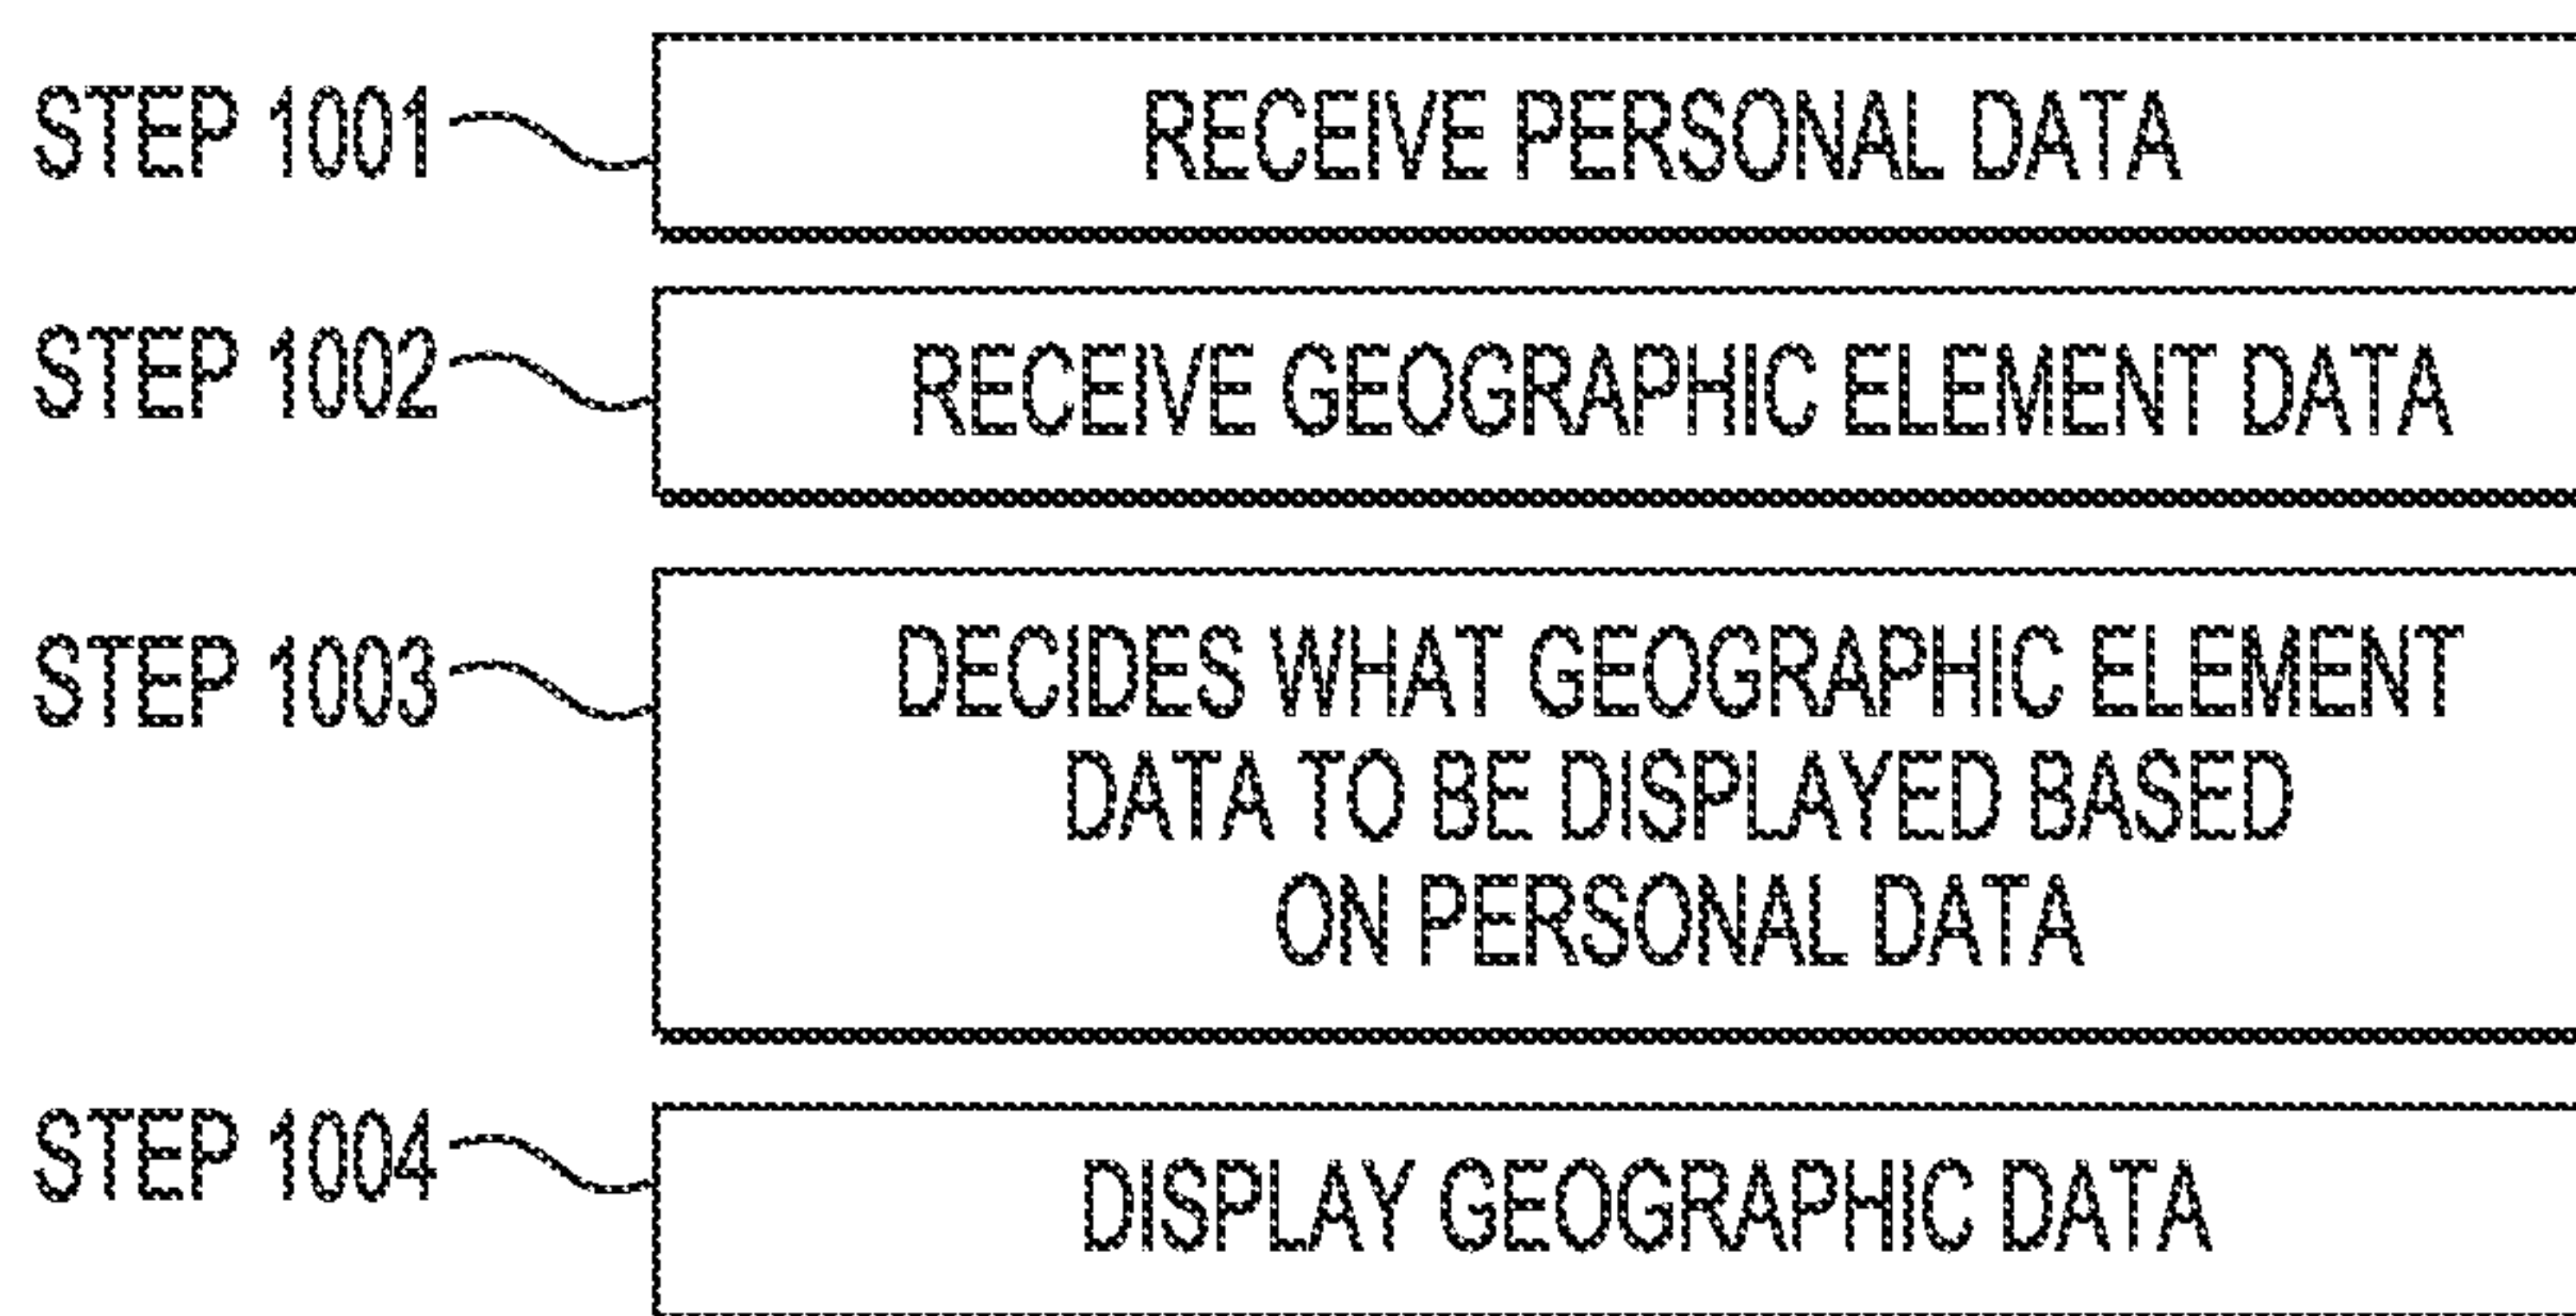 STEP 1001
RECEIVE PERSONAL DATA
STEP 1002
RECEIVE GEOGRAPHIC ELEMENT DATA
STEP 1003
DECIDES WHAT GEOGRAPHIC ELEMENT
DATA TO BE DISPLAYED BASED
ON PERSONAL DATA
STEP 1004
DISPLAY GEOGRAPHIC DATA